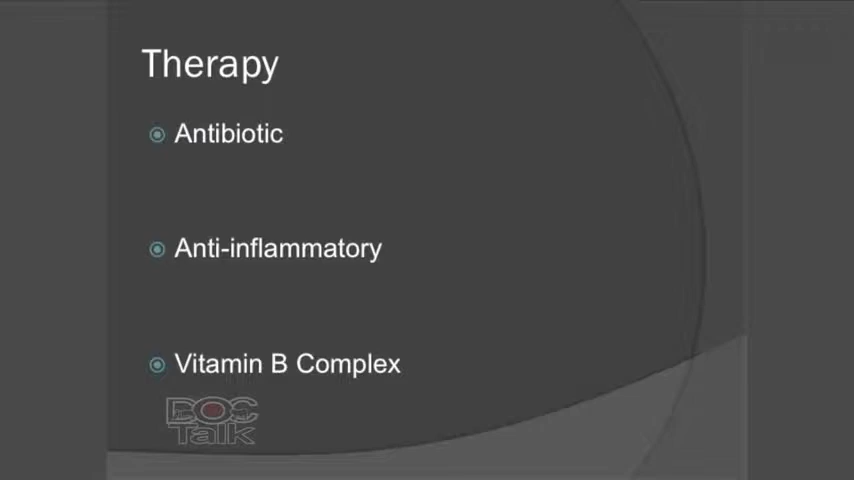 Therapy
Antibiotic
Anti-inflammatory
Vitamin B Complex
DOC
Talk